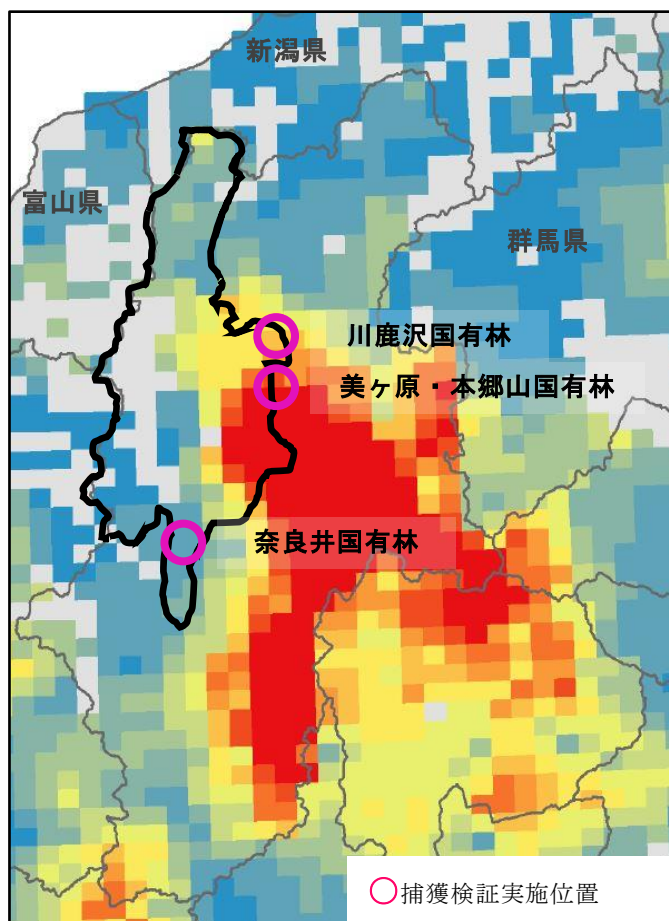 新潟県
富山県
群馬県
川鹿沢国有林
美ヶ原・本郷山国有林
奈良井国有林
○捕獲検証実施位置